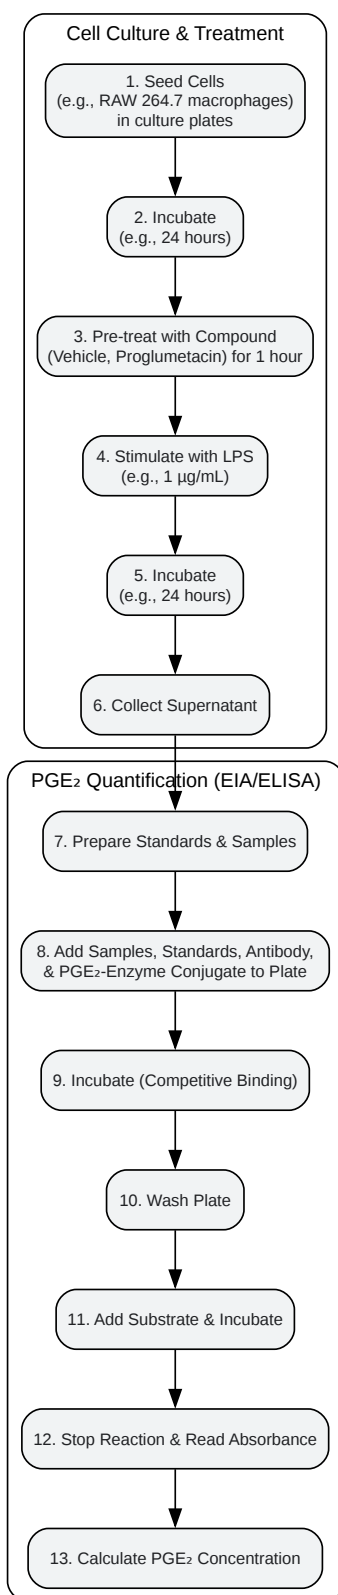 Cell Culture & Treatment
1. Seed Cells
(e.g., RAW 264.7 macrophages)
in culture plates
2. Incubate
(e.g., 24 hours)
3. Pre-treat with Compound
(Vehicle, Proglumetacin) for 1 hour
4. Stimulate with LPS
(e.g., 1 µg/mL)
5. Incubate
(e.g., 24 hours)
6. Collect Supernatant
PGE₂ Quantification (EIA/ELISA)
7. Prepare Standards & Samples
8. Add Samples, Standards, Antibody,
& PGE₂-Enzyme Conjugate to Plate
9. Incubate (Competitive Binding)
10. Wash Plate
11. Add Substrate & Incubate
12. Stop Reaction & Read Absorbance
13. Calculate PGE₂ Concentration